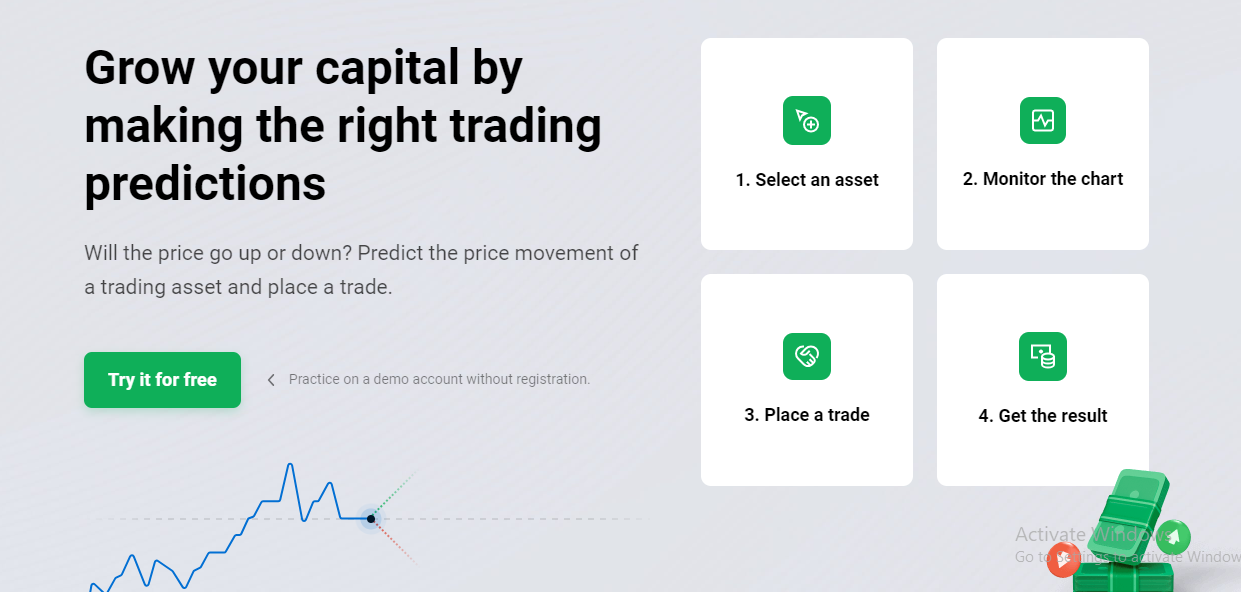 Grow your capital by
making the right trading
predictions
Will the price go up or down? Predict the price movement of
a trading asset and place a trade.
Try it for free
Practice on a demo account without registration.
1. Select an asset
2. Monitor the chart
3. Place a trade
4. Get the result
Activate Windows
Go to Settings to activate Window